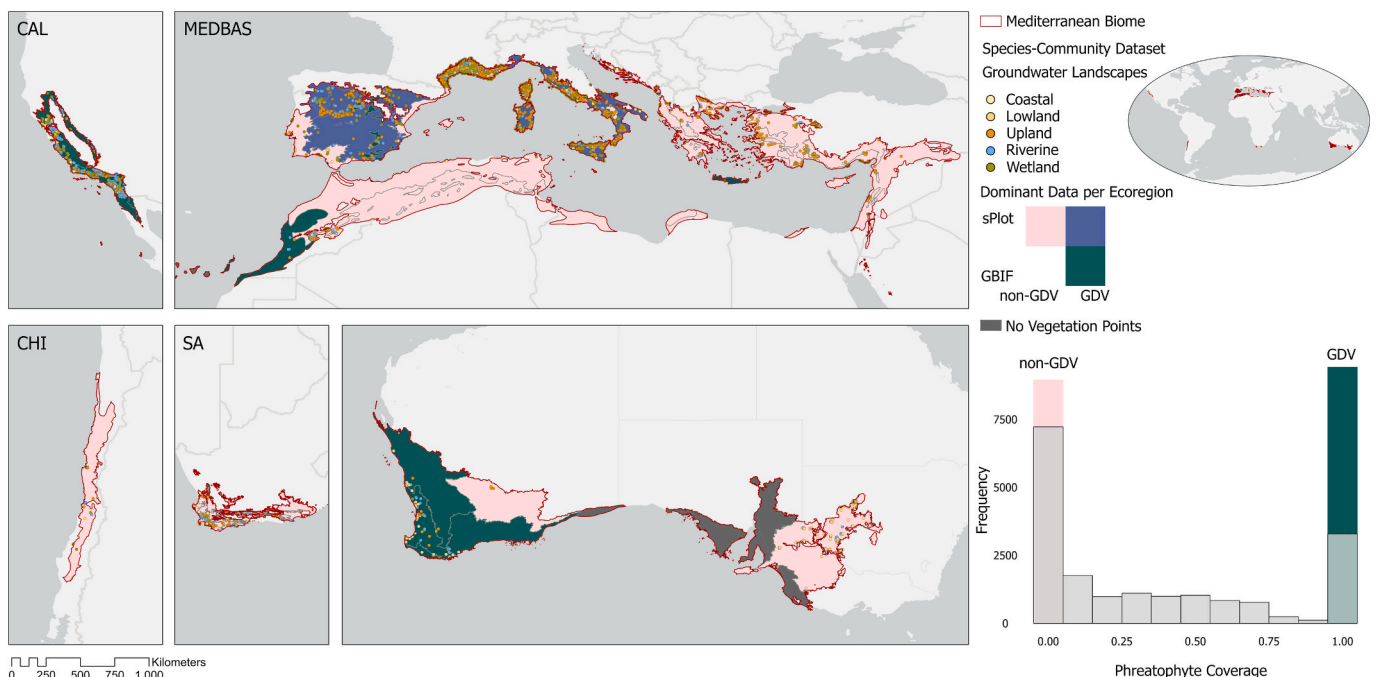 CAL
MEDBAS
Mediterranean Biome
Species-Community Dataset
Groundwater Landscapes
Coastal
Lowland
Upland
Riverine
Wetland
Dominant Data per Ecoregion
sPlot
GBIF
non-GDV GDV
No Vegetation Points
CHI
SA
non-GDV
GDV
7500
5000
2500
0
Frequency
0.00 0.25 0.50 0.75 1.00
Phreatophyte Coverage
Kilometers
0 250 500 750 1.000